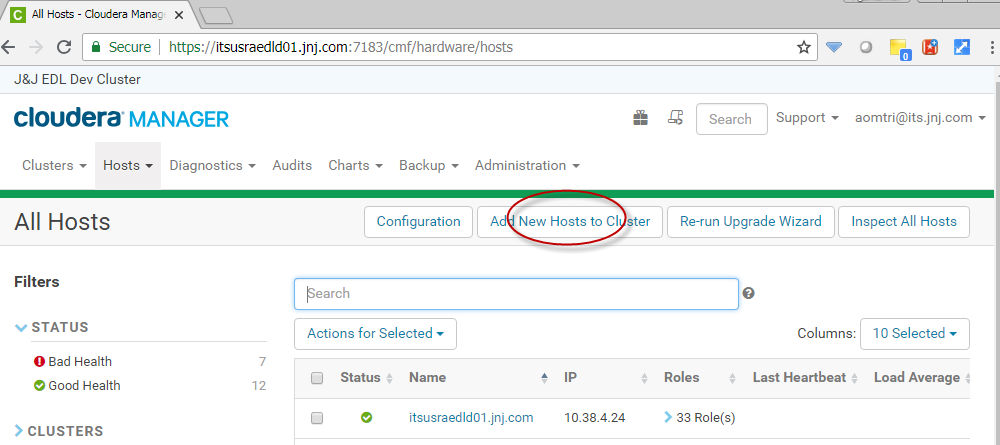 All Hosts - Cloudera Manag
Secure https://itsusraedld01.jnj.com:7183/cmf/hardware/hosts
0
J&J EDL Dev Cluster
cloudera MANAGER Search Support aomtri@its.jnj.com
Clusters Hosts Diagnostics Audits Charts Backup Administration
All Hosts Configuration Add New Hosts to Cluster Re-run Upgrade Wizard Inspect All Hosts
Filters
Search
STATUS
Actions for Selected Columns: 10 Selected
Bad Health 7
Good Health 12
Status Name IP Roles Last Heartbeat Load Average
itsusraedld01.jnj.com 10.38.4.24 33 Role(s)
CLUSTERS